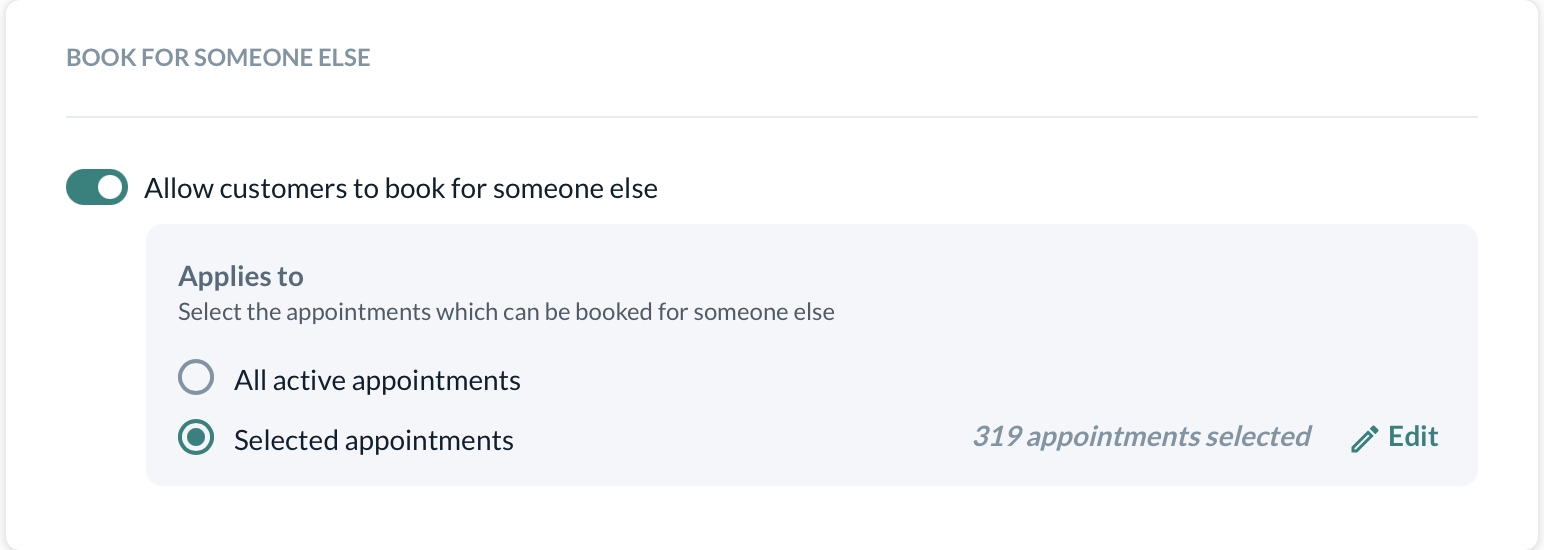 BOOK FOR SOMEONE ELSE
Allow customers to book for someone else
Applies to
Select the appointments which can be booked for someone else
All active appointments
Selected appointments 319 appointments selected Edit